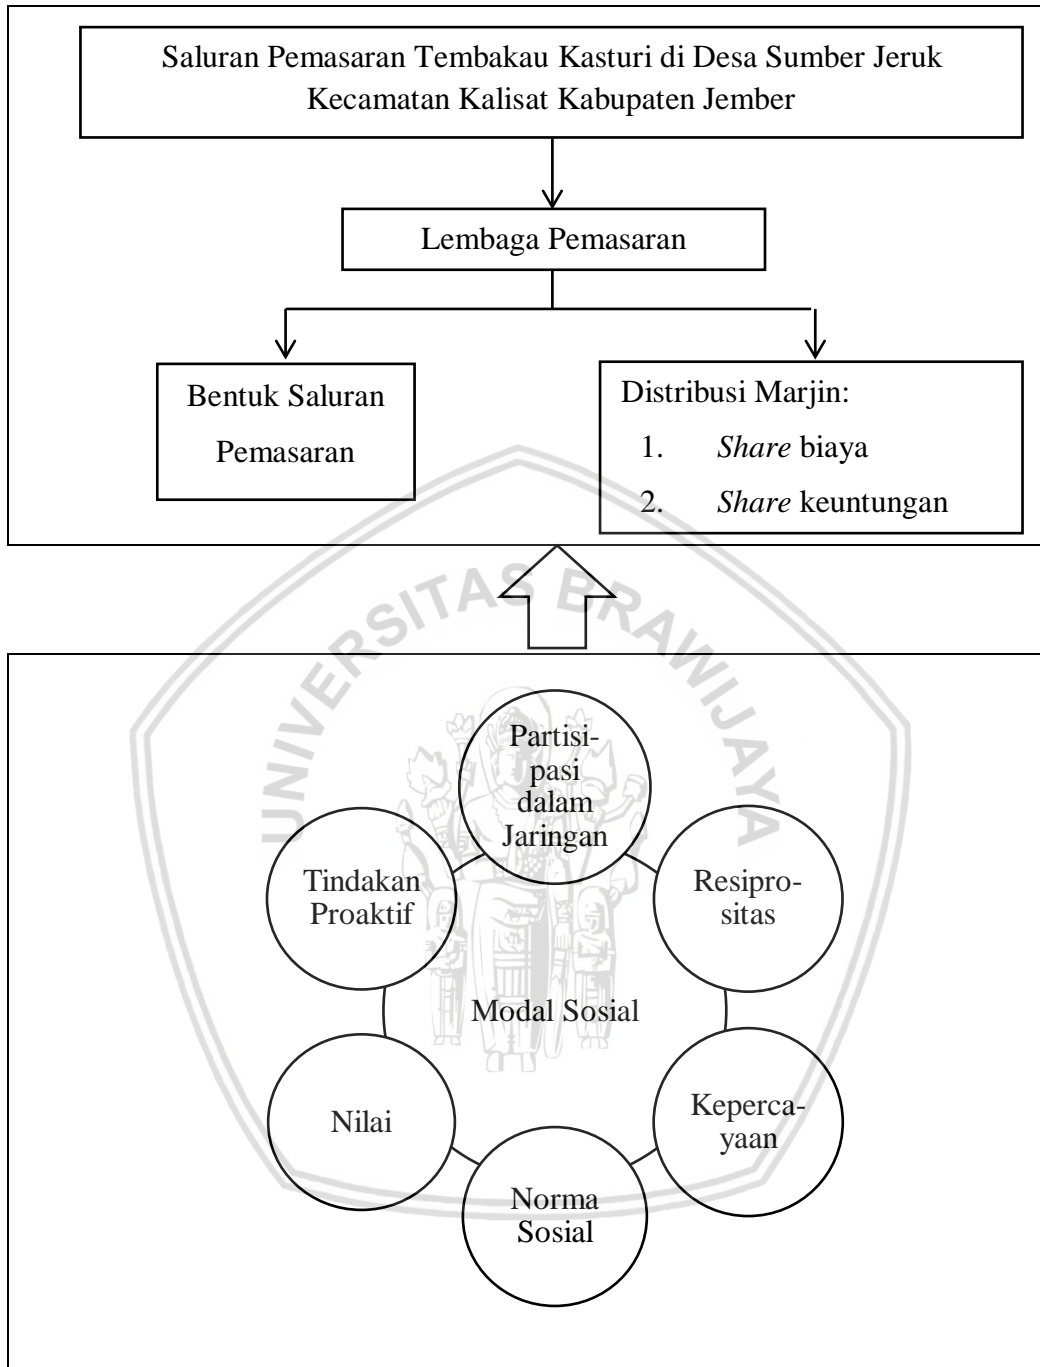 Saluran Pemasaran Tembakau Kasturi di Desa Sumber Jeruk
Kecamatan Kalisat Kabupaten Jember
Lembaga Pemasaran
Bentuk Saluran
Pemasaran
Distribusi Marjin:
1. Share biaya
2. Share keuntungan
UNIVERSITAS BRAWIJAYA
Partisi-
pasi
dalam
Jaringan
Tindakan
Proaktif
Resipro-
sitas
Modal Sosial
Nilai
Keperca-
yaan
Norma
Sosial